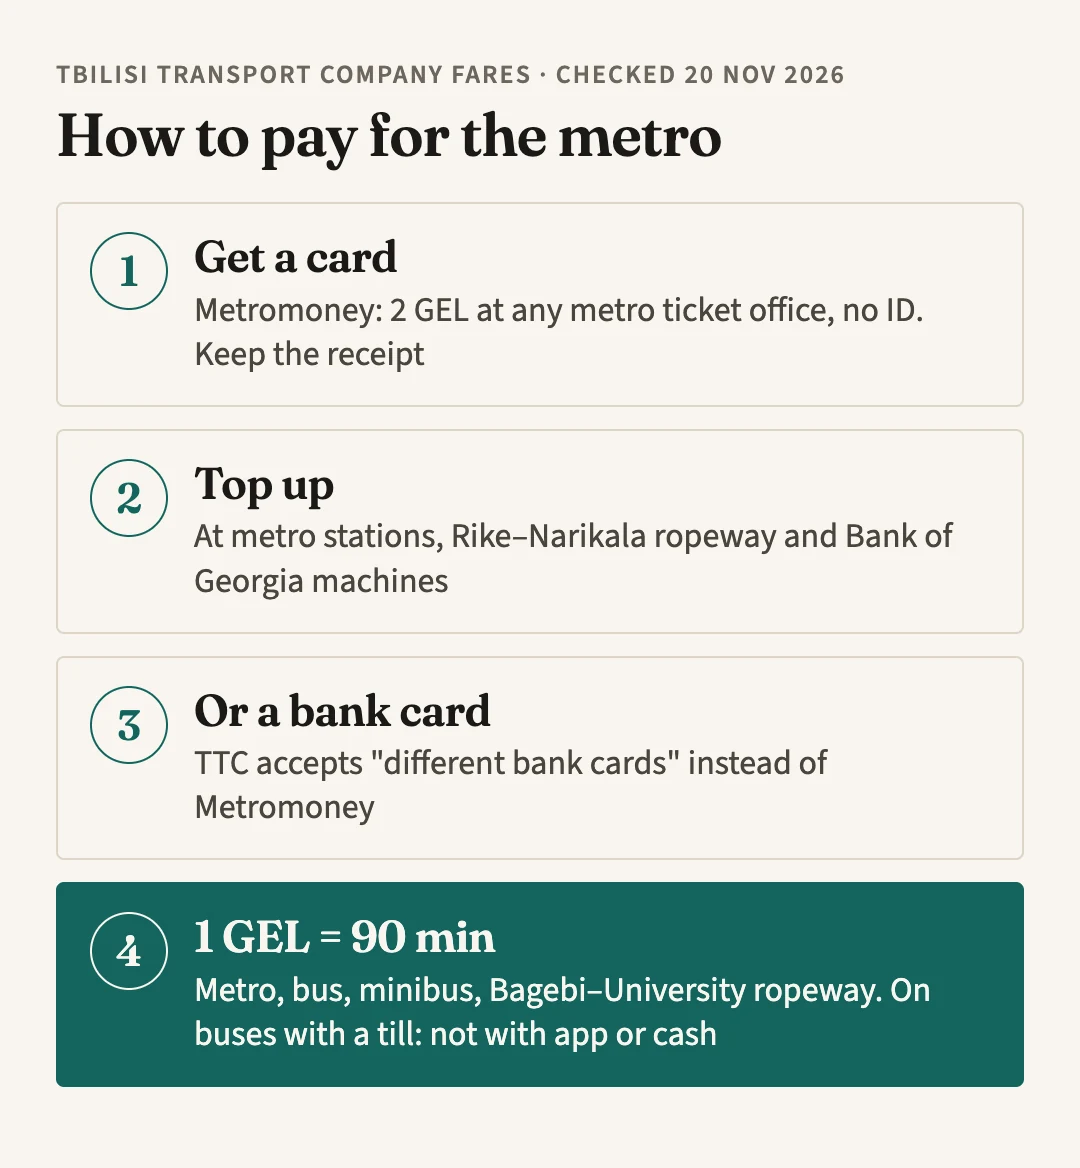 TBILISI TRANSPORT COMPANY FARES · CHECKED 20 NOV 2026
How to pay for the metro
1
Get a card
Metromoney: 2 GEL at any metro ticket office, no ID.
Keep the receipt
2
Top up
At metro stations, Rike–Narikala ropeway and Bank of
Georgia machines
3
Or a bank card
TTC accepts "different bank cards" instead of
Metromoney
4
1 GEL = 90 min
Metro, bus, minibus, Bagebi–University ropeway. On
buses with a till: not with app or cash